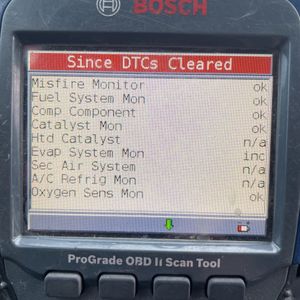 BOSCH
Since DTCs Cleared
Misfire Monitor ok
Fuel System Mon ok
Comp Component ok
Catalyst Mon ok
Htd Catalyst n/a
Evap System Mon inc
Sec Air System n/a
A/C Refrig Mon n/a
Oxygen Sens Mon ok
ProGrade OBD II Scan Tool